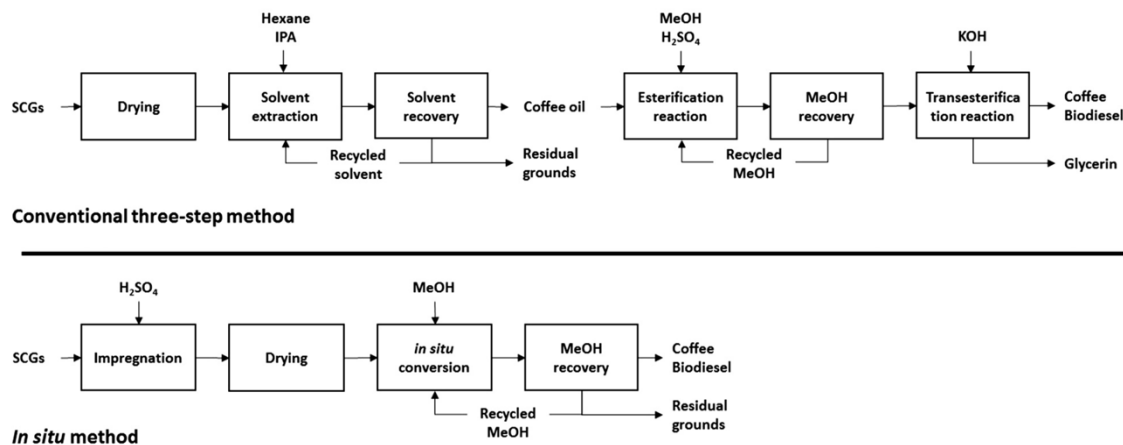 Hexane
IPA
MeOH
H₂SO₄
KOH
SCGs
Drying
Solvent
extraction
Solvent
recovery
Coffee oil
Esterification
reaction
MeOH
recovery
Transesterifica
tion reaction
Coffee
Biodiesel
Recycled
solvent
Residual
grounds
Recycled
MeOH
Glycerin
Conventional three-step method
H₂SO₄
MeOH
SCGs
Impregnation
Drying
in situ
conversion
MeOH
recovery
Coffee
Biodiesel
Recycled
MeOH
Residual
grounds
In situ method